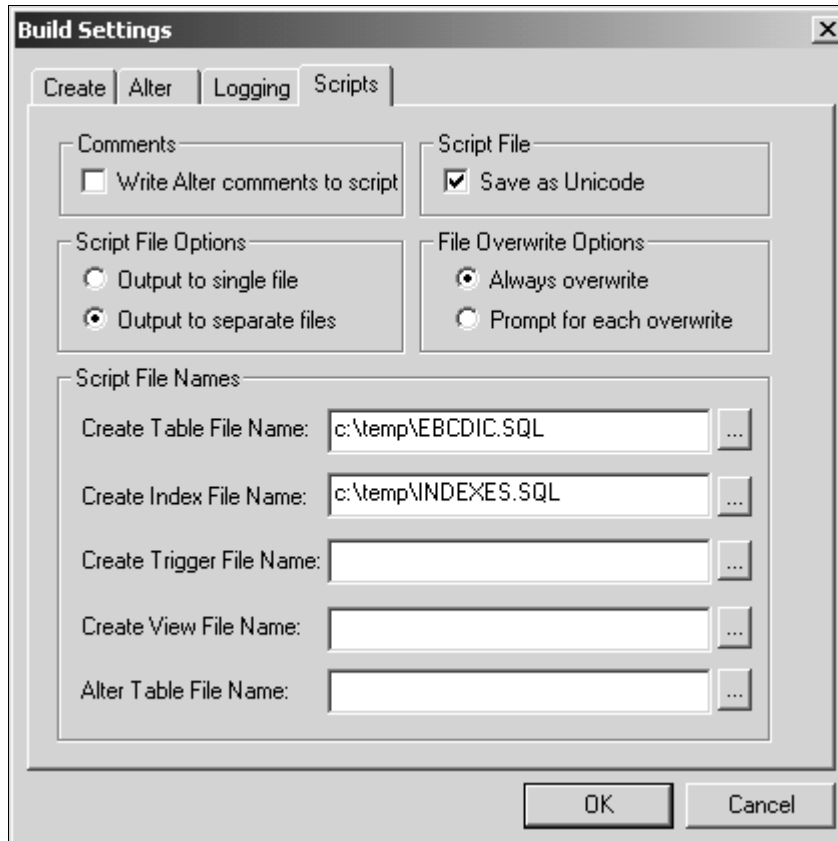 Build Settings
Create Alter Logging Scripts
Comments
Write Alter comments to script
Script File
Save as Unicode
Script File Options
Output to single file
Output to separate files
File Overwrite Options
Always overwrite
Prompt for each overwrite
Script File Names
Create Table File Name: c:\temp\EBCDIC.SQL ...
Create Index File Name: c:\temp\INDEXES.SQL ...
Create Trigger File Name: ...
Create View File Name: ...
Alter Table File Name: ...
OK Cancel